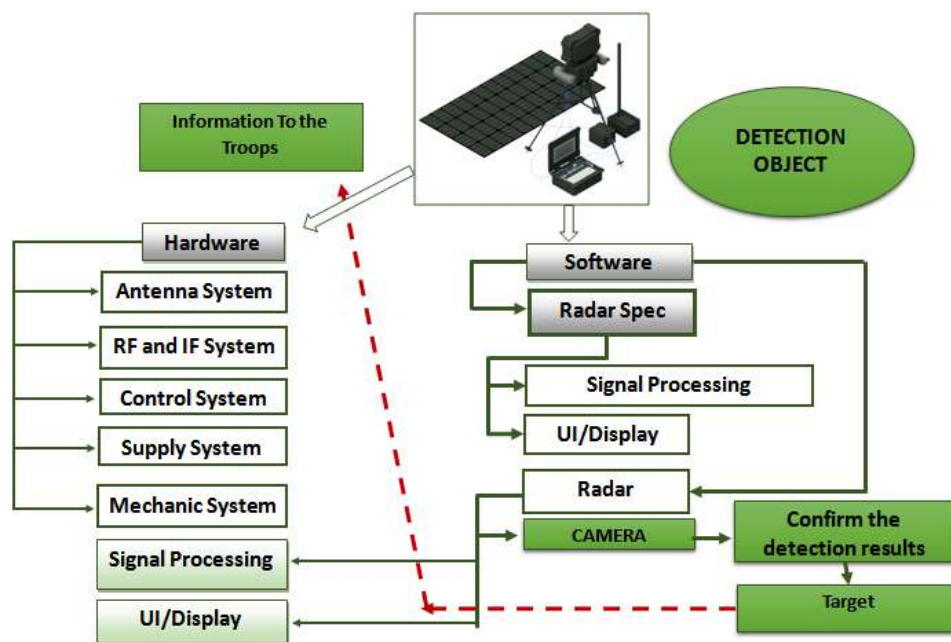 Information To the
Troops
DETECTION
OBJECT
Hardware
Antenna System
RF and IF System
Control System
Supply System
Mechanic System
Signal Processing
UI/Display
Software
Radar Spec
Signal Processing
UI/Display
Radar
CAMERA
Confirm the
detection results
Target